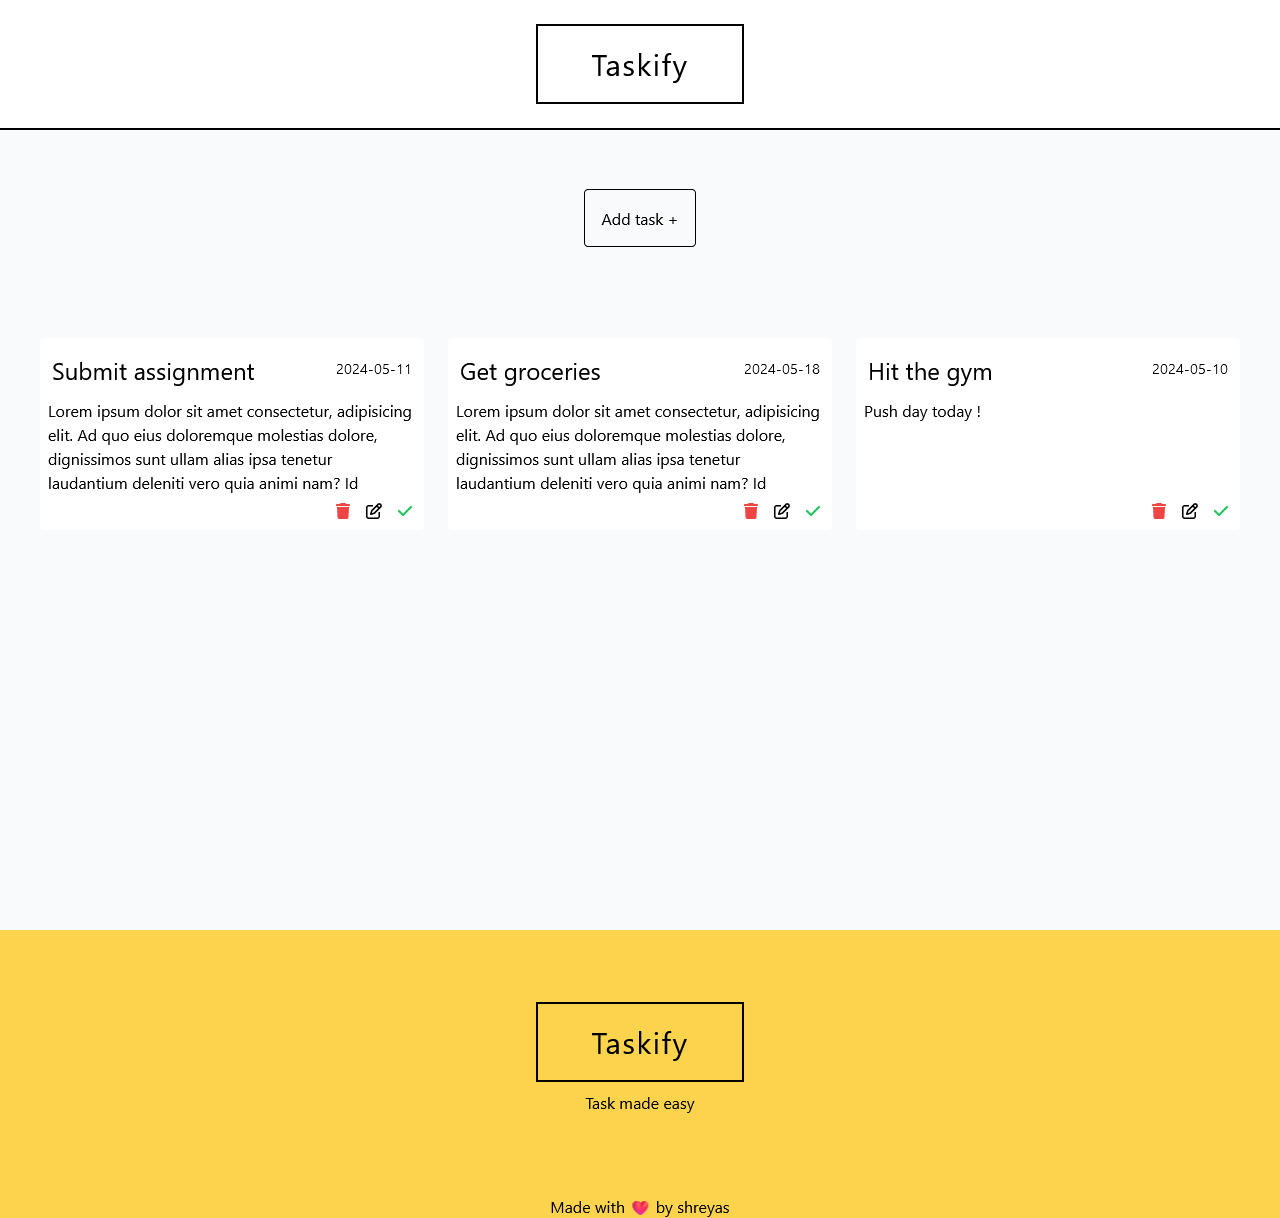 Taskify
Add task +
Submit assignment 2024-05-11
Lorem ipsum dolor sit amet consectetur, adipisicing
elit. Ad quo eius doloremque molestias dolore,
dignissimos sunt ullam alias ipsa tenetur
laudantium deleniti vero quia animi nam? Id
Get groceries 2024-05-18
Lorem ipsum dolor sit amet consectetur, adipisicing
elit. Ad quo eius doloremque molestias dolore,
dignissimos sunt ullam alias ipsa tenetur
laudantium deleniti vero quia animi nam? Id
Hit the gym 2024-05-10
Push day today !
Taskify
Task made easy
Made with ❤️ by shreyas